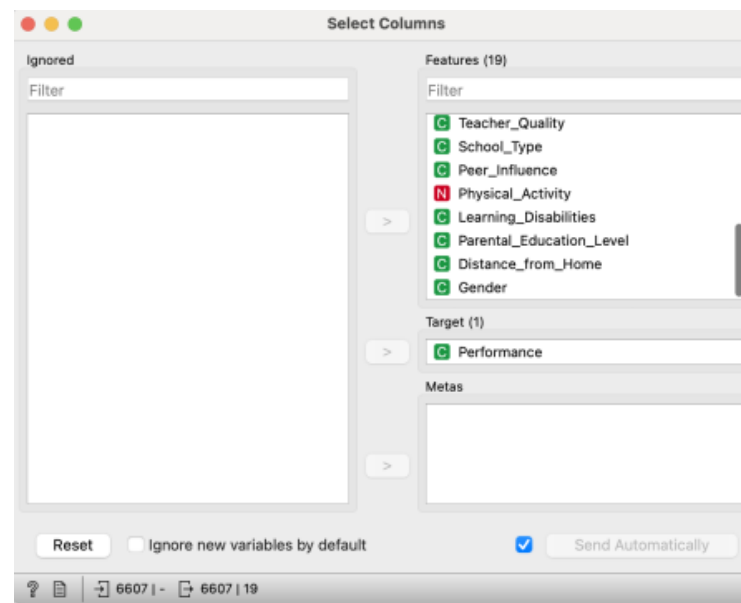 Select Columns
Ignored
Filter
Features (19)
Filter
C Teacher_Quality
C School_Type
C Peer_Influence
N Physical_Activity
C Learning_Disabilities
C Parental_Education_Level
C Distance_from_Home
C Gender
>
Target (1)
>
C Performance
Metas
>
Reset
Ignore new variables by default
Send Automatically
? 6607 | - 6607 | 19